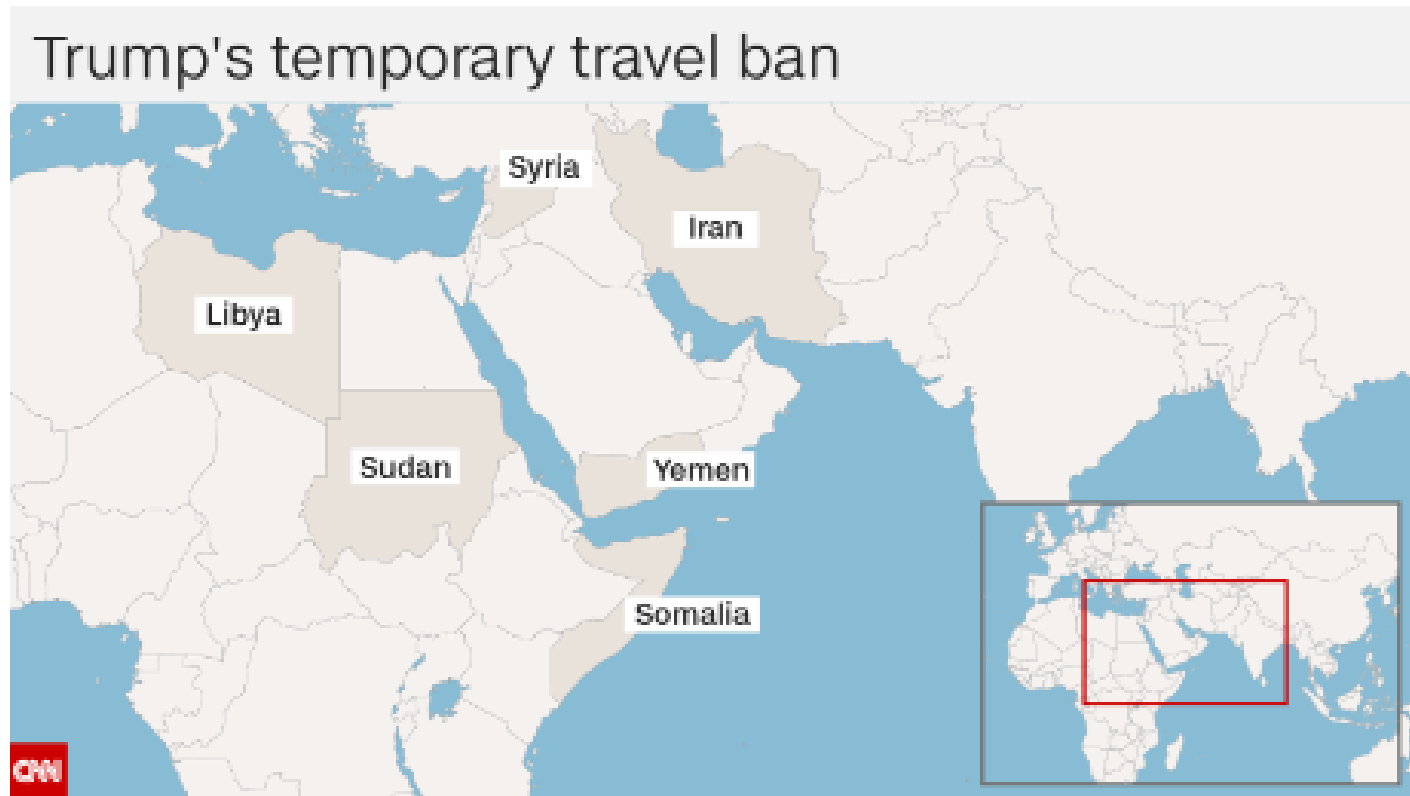 Trump's temporary travel ban
Syria
Iran
Libya
Sudan
Yemen
Somalia
CNN